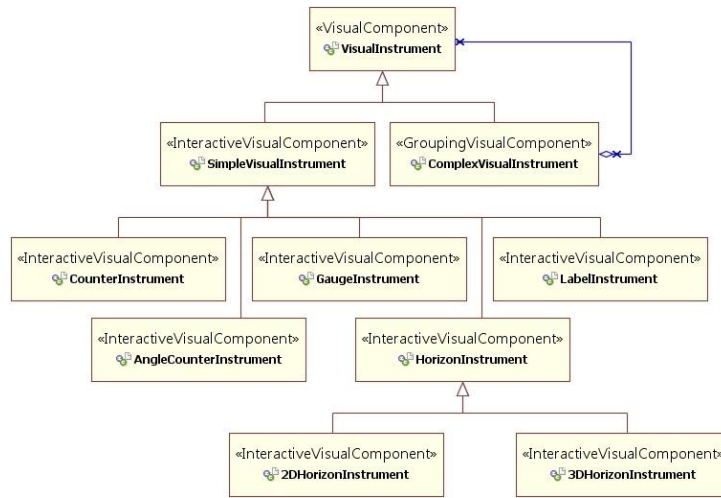 «VisualComponent»
VisualInstrument
«InteractiveVisualComponent»
SimpleVisualInstrument
«GroupingVisualComponent»
ComplexVisualInstrument
«InteractiveVisualComponent»
CounterInstrument
«InteractiveVisualComponent»
GaugeInstrument
«InteractiveVisualComponent»
LabelInstrument
«InteractiveVisualComponent»
AngleCounterInstrument
«InteractiveVisualComponent»
HorizonInstrument
«InteractiveVisualComponent»
2DHorizonInstrument
«InteractiveVisualComponent»
3DHorizonInstrument